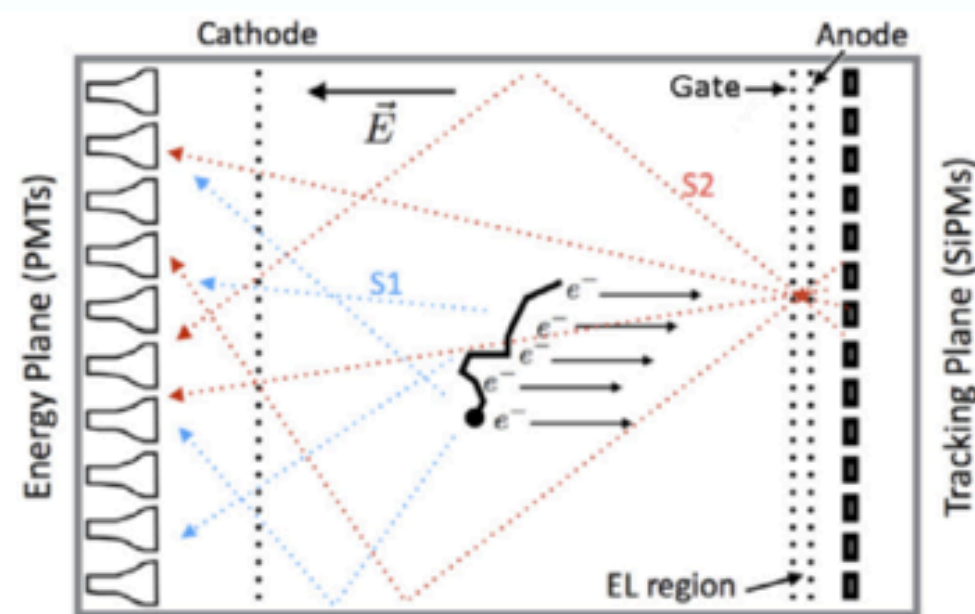 Cathode
Anode
Gate
E
S2
S1
e⁻
e⁻
e⁻
e⁻
e⁻
EL region
Energy Plane (PMTs)
Tracking Plane (SiPMs)